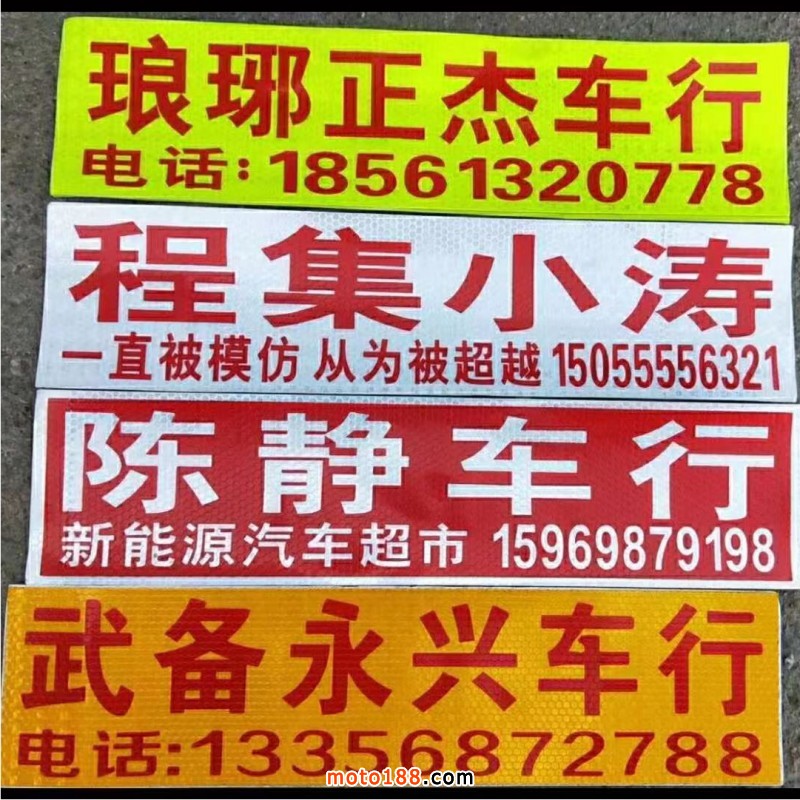 琅琊正杰车行
电话:18561320778
程集小涛
一直被模仿 从为被超越 15055556321
陈静车行
新能源汽车超市 15969879198
武备永兴车行
电话:13356872788
moto188.com